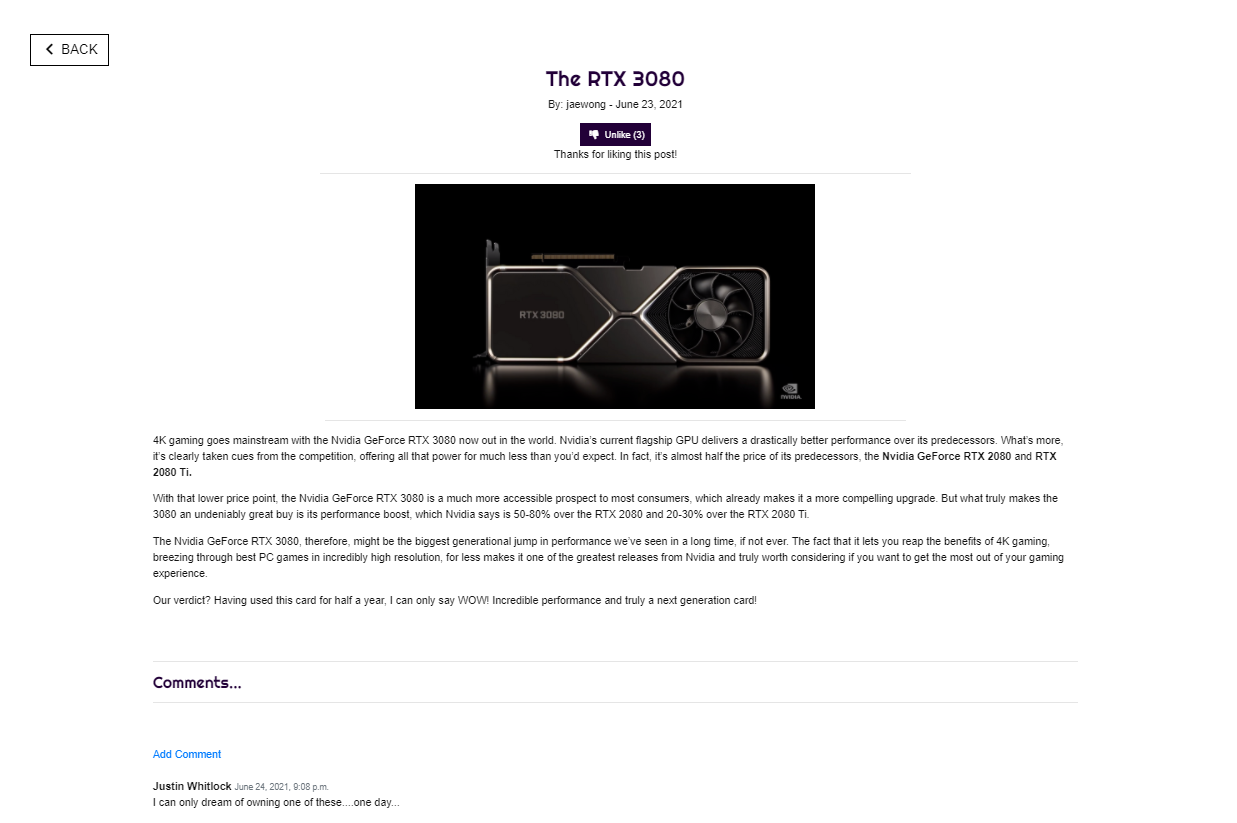 BACK
The RTX 3080
By: jaewong - June 23, 2021
Unlike (3)
Thanks for liking this post!
RTX 3080
NVIDIA.
4K gaming goes mainstream with the Nvidia GeForce RTX 3080 now out in the world. Nvidia’s current flagship GPU delivers a drastically better performance over its predecessors. What’s more,
it’s clearly taken cues from the competition, offering all that power for much less than you’d expect. In fact, it’s almost half the price of its predecessors, the Nvidia GeForce RTX 2080 and RTX
2080 Ti.
With that lower price point, the Nvidia GeForce RTX 3080 is a much more accessible prospect to most consumers, which already makes it a more compelling upgrade. But what truly makes the
3080 an undeniably great buy is its performance boost, which Nvidia says is 50-80% over the RTX 2080 and 20-30% over the RTX 2080 Ti.
The Nvidia GeForce RTX 3080, therefore, might be the biggest generational jump in performance we’ve seen in a long time, if not ever. The fact that it lets you reap the benefits of 4K gaming,
breezing through best PC games in incredibly high resolution, for less makes it one of the greatest releases from Nvidia and truly worth considering if you want to get the most out of your gaming
experience.
Our verdict? Having used this card for half a year, I can only say WOW! Incredible performance and truly a next generation card!
Comments...
Add Comment
Justin Whitlock June 24, 2021, 9:08 p.m.
I can only dream of owning one of these....one day...